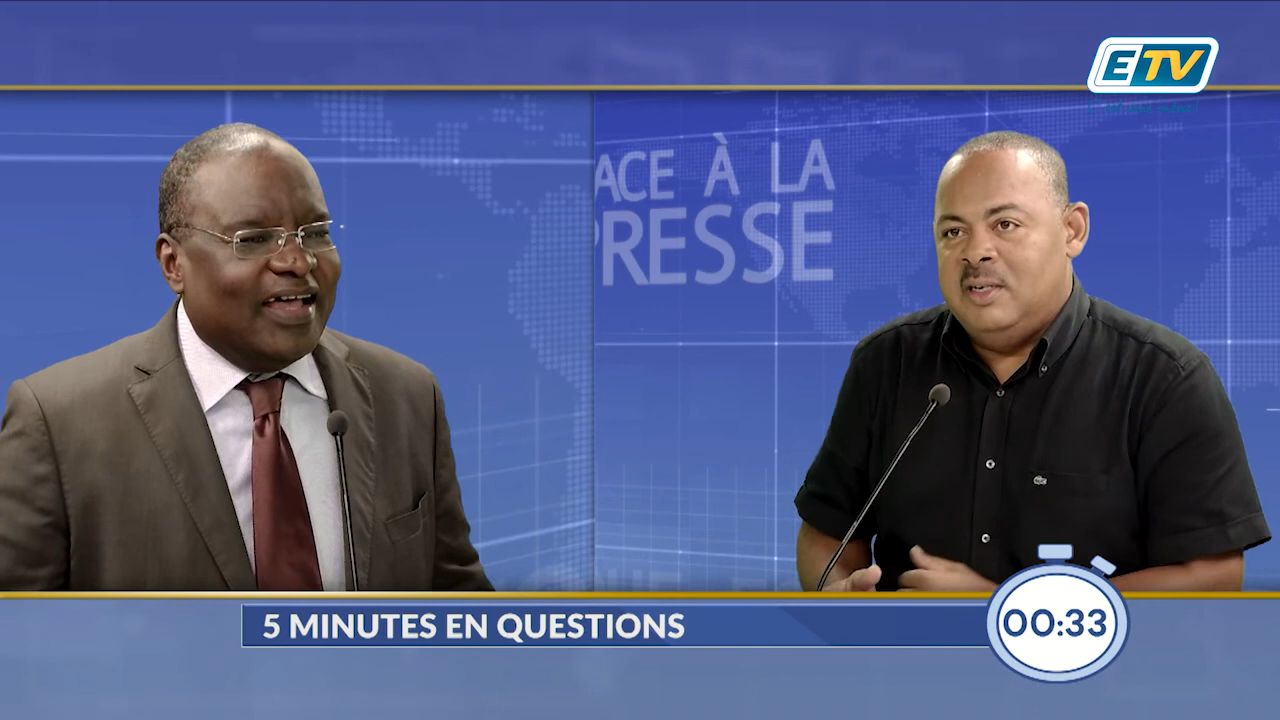 ETV
ACE À LA
PRESSE
5 MINUTES EN QUESTIONS
00:33